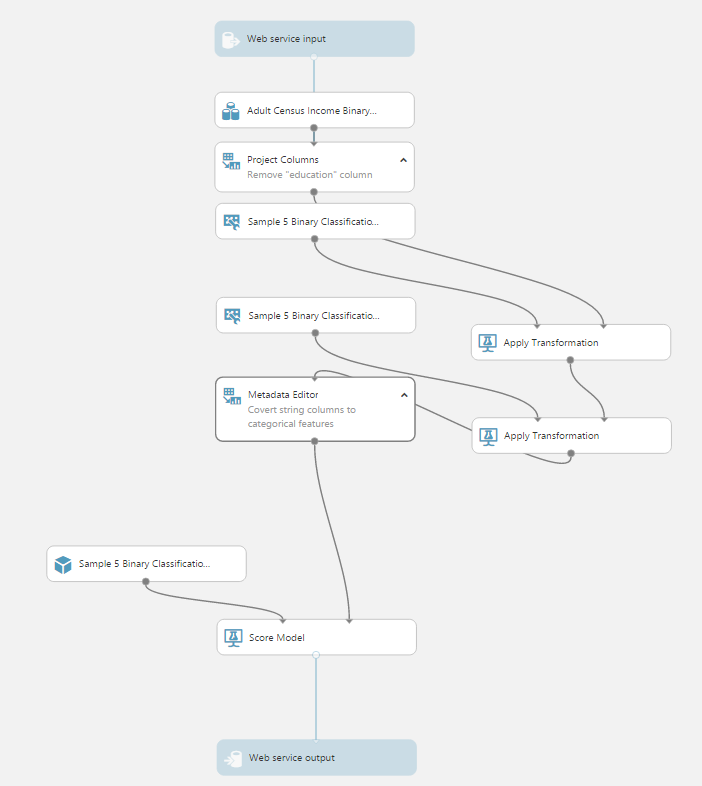 Web service input
Adult Census Income Binary...
Project Columns
Remove "education" column
Sample 5 Binary Classificatio...
Sample 5 Binary Classificatio...
Apply Transformation
Metadata Editor
Covert string columns to
categorical features
Apply Transformation
Sample 5 Binary Classificatio...
Score Model
Web service output